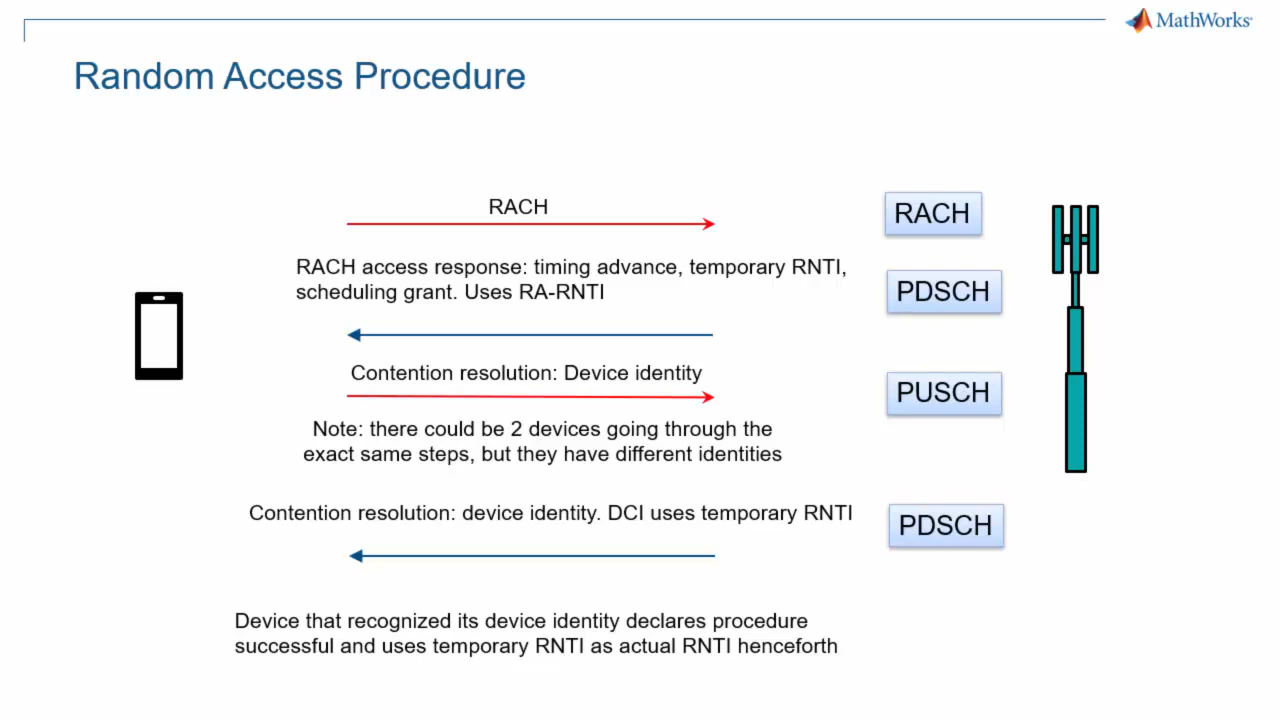 MathWorks
Random Access Procedure
RACH
RACH
RACH access response: timing advance, temporary RNTI,
scheduling grant. Uses RA-RNTI
PDSCH
Contention resolution: Device identity
PUSCH
Note: there could be 2 devices going through the
exact same steps, but they have different identities
Contention resolution: device identity. DCI uses temporary RNTI
PDSCH
Device that recognized its device identity declares procedure
successful and uses temporary RNTI as actual RNTI henceforth